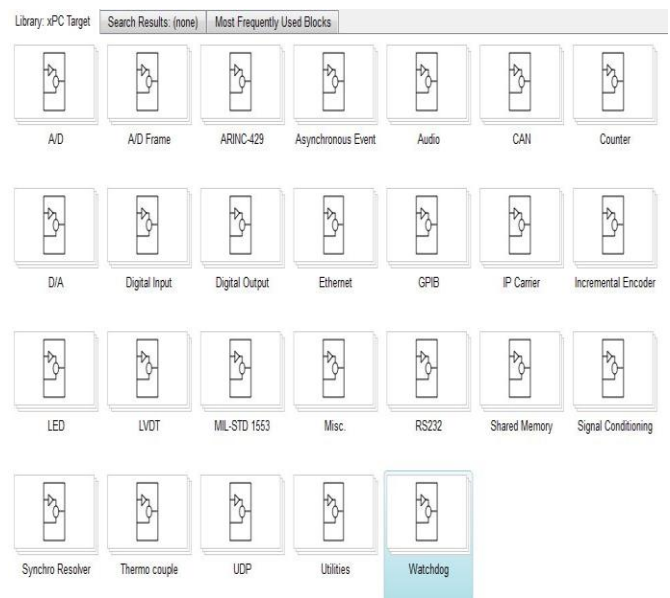 Library: xPC Target Search Results: (none) Most Frequently Used Blocks
A/D A/D Frame ARINC-429 Asynchronous Event Audio CAN Counter
D/A Digital Input Digital Output Ethernet GPIB IP Carrier Incremental Encoder
LED LVDT MIL-STD 1553 Misc. RS232 Shared Memory Signal Conditioning
Synchro Resolver Thermo couple UDP Utilities Watchdog